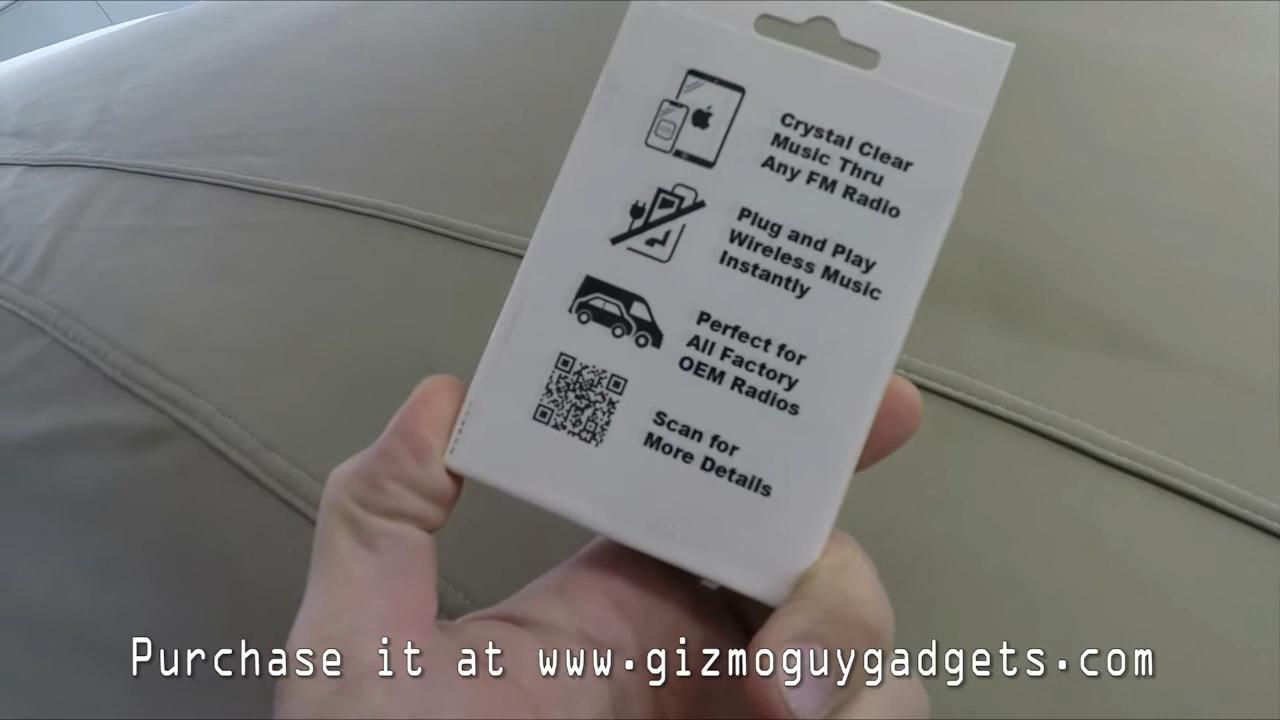 Crystal Clear
Music Thru
Any FM Radio
Plug and Play
Wireless Music
Instantly
Perfect for
All Factory
OEM Radios
Scan for
More Details
Purchase it at www.gizmoguygadgets.com